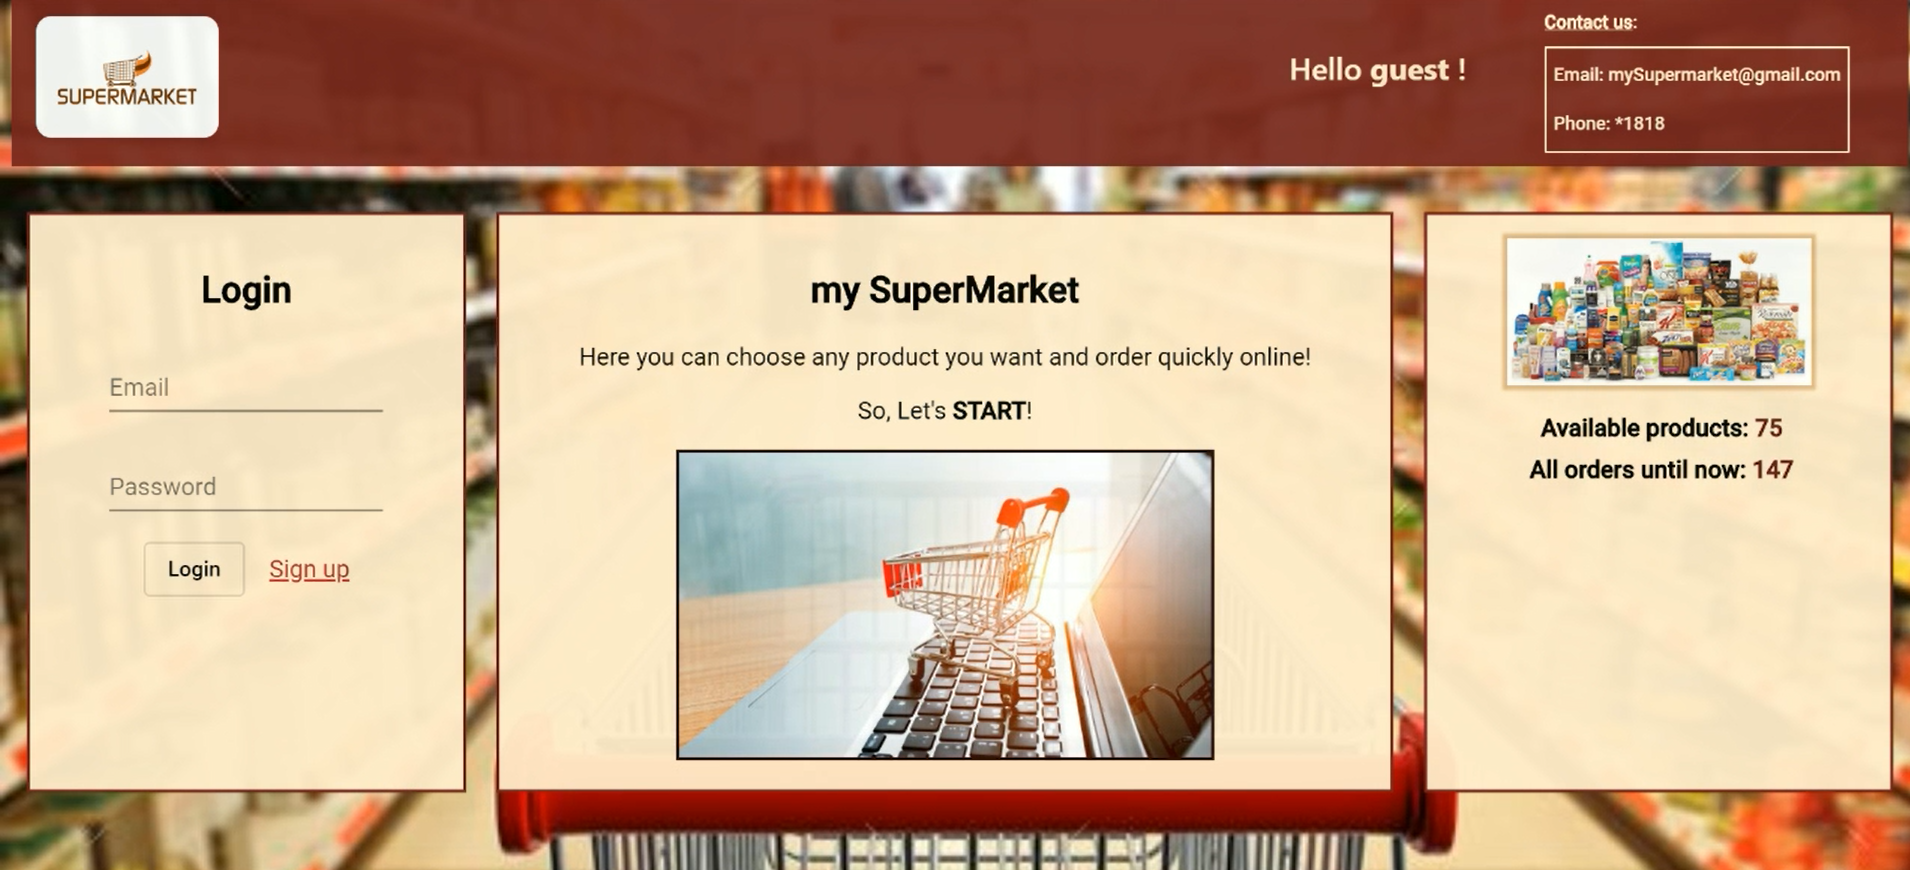 SUPERMARKET
Hello guest !
Contact us:
Email: mySupermarket@gmail.com
Phone: *1818
Login
Email
Password
Login
Sign up
my SuperMarket
Here you can choose any product you want and order quickly online!
So, Let's START!
Available products: 75
All orders until now: 147